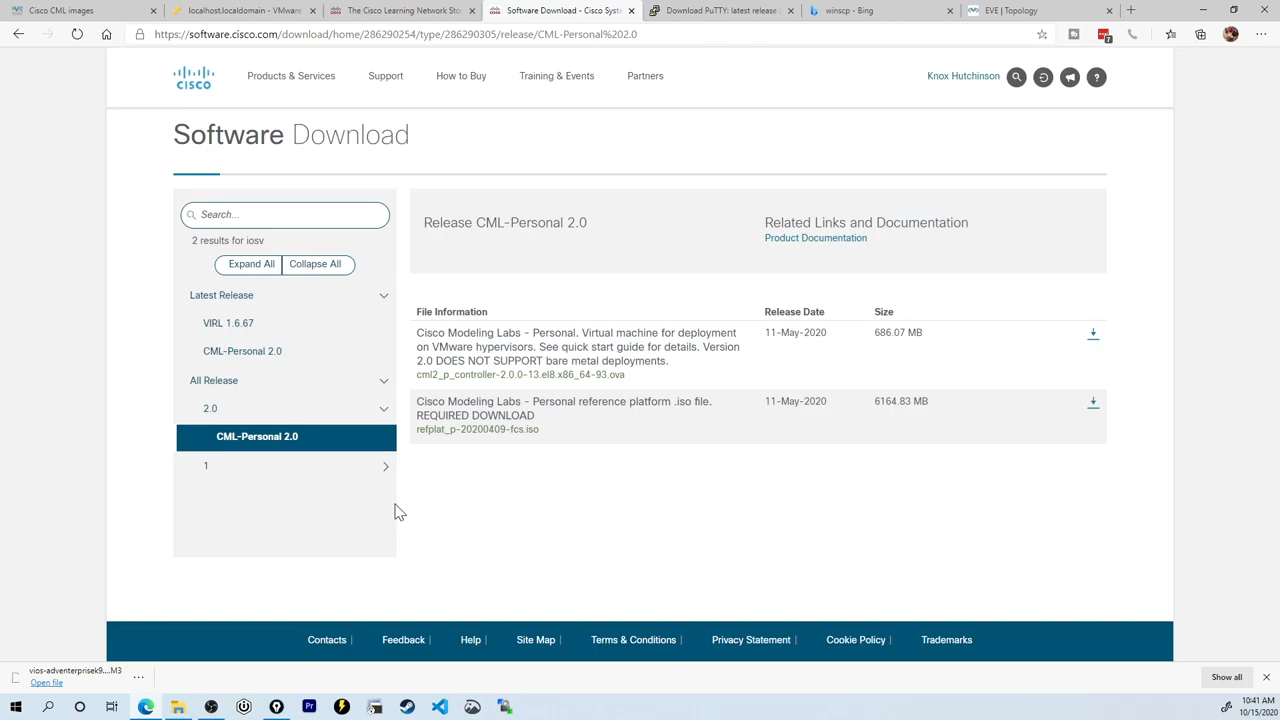 Cisco CML images
localhost.localdomain - VMware
The Cisco Learning Network Sto
Software Download - Cisco Syst
Download PuTTY: latest release
winscp - Bing
EVE | Topology
https://software.cisco.com/download/home/286290254/type/286290305/release/CML-Personal%202.0
7
CISCO
Products & Services
Support
How to Buy
Training & Events
Partners
Knox Hutchinson
?
Software Download
Search...
2 results for iosv
Expand All
Collapse All
Latest Release
VIRL 1.6.67
CML-Personal 2.0
All Release
2.0
CML-Personal 2.0
1
Release CML-Personal 2.0
Related Links and Documentation
Product Documentation
File Information
Release Date
Size
Cisco Modeling Labs - Personal. Virtual machine for deployment
on VMware hypervisors. See quick start guide for details. Version
2.0 DOES NOT SUPPORT bare metal deployments.
cml2_p_controller-2.0.0-13.el8.x86_64-93.ova
11-May-2020
686.07 MB
Cisco Modeling Labs - Personal reference platform .iso file.
REQUIRED DOWNLOAD
refplat_p-20200409-fcs.iso
11-May-2020
6164.83 MB
Contacts |
Feedback |
Help |
Site Map |
Terms & Conditions |
Privacy Statement |
Cookie Policy |
Trademarks
vios-adventerprisek9....M3
Open file
Show all
Pr
10:41 AM
10/15/2020